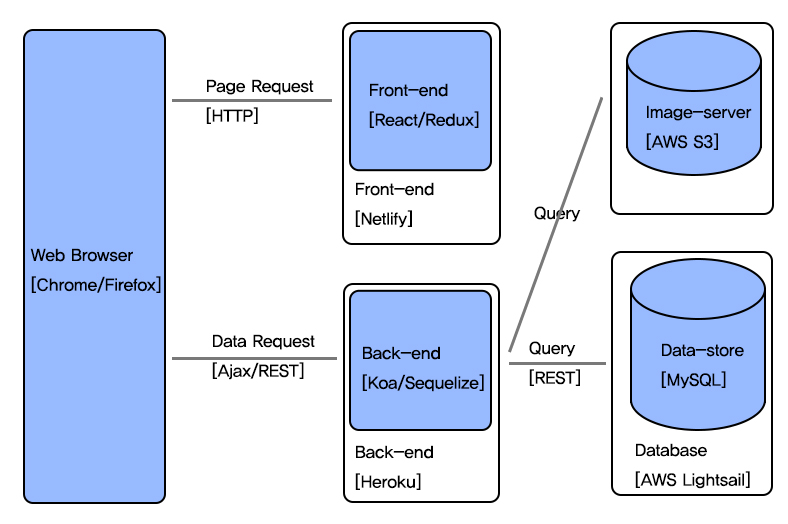 Web Browser
[Chrome/Firefox]
Page Request
[HTTP]
Data Request
[Ajax/REST]
Front-end
[React/Redux]
Front-end
[Netlify]
Back-end
[Koa/Sequelize]
Back-end
[Heroku]
Query
Query
[REST]
Image-server
[AWS S3]
Data-store
[MySQL]
Database
[AWS Lightsail]